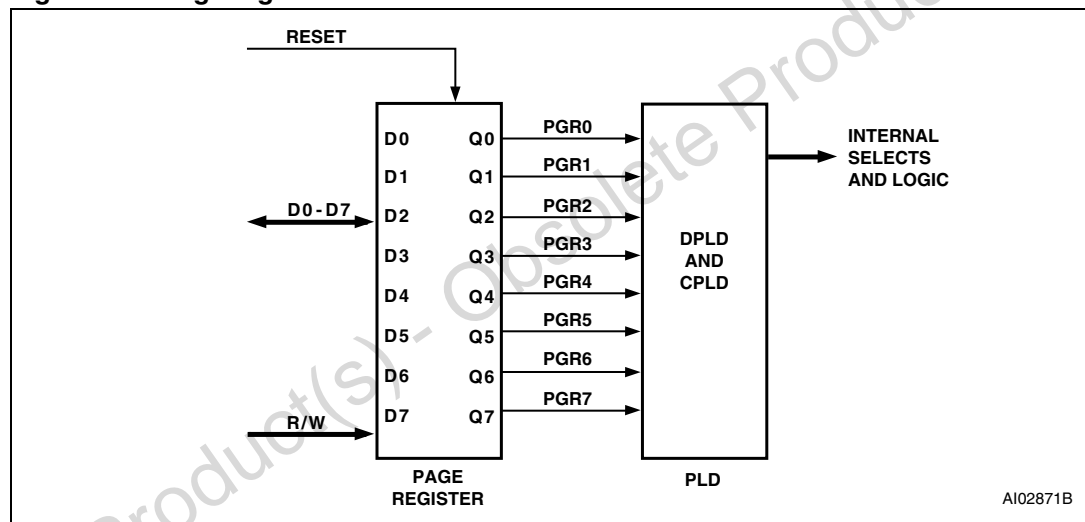 RESET
D0 Q0 PGR0
D1 Q1 PGR1
D0-D7 D2 Q2 PGR2
D3 Q3 PGR3
D4 Q4 PGR4
D5 Q5 PGR5
D6 Q6 PGR6
R/W D7 Q7 PGR7
DPLD
AND
CPLD
INTERNAL
SELECTS
AND LOGIC
PAGE
REGISTER
PLD
AI02871B
Product(s) - Obsolete Produc